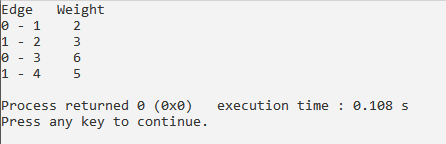 Edge   Weight
0 - 1    2
1 - 2    3
0 - 3    6
1 - 4    5
Process returned 0 (0x0)   execution time : 0.108 s
Press any key to continue.